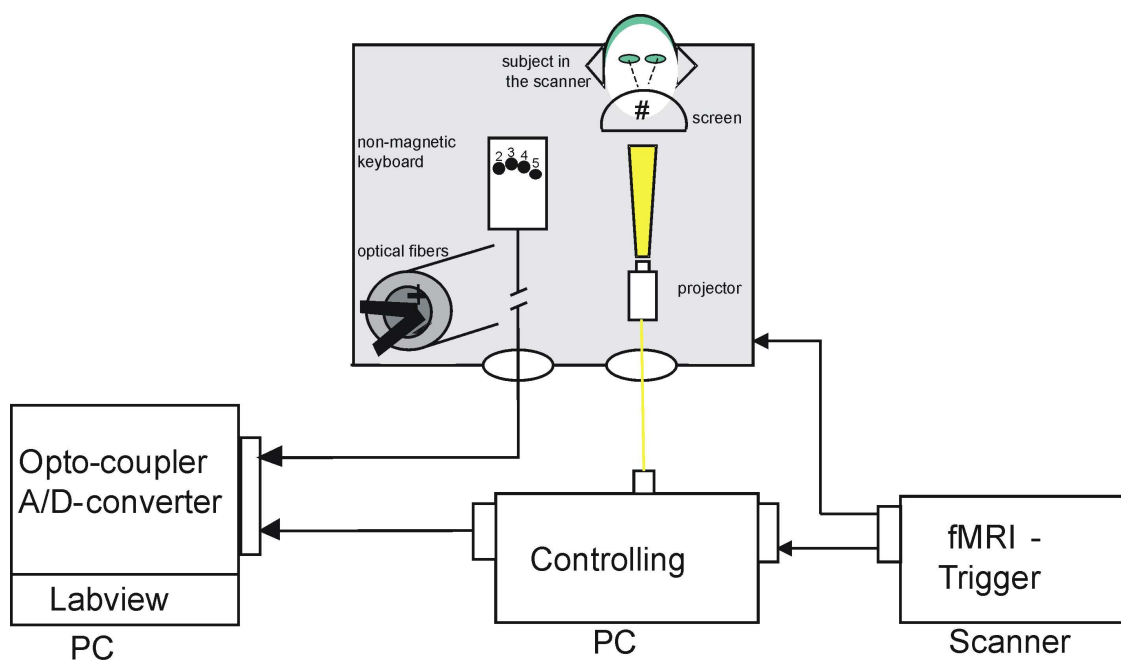 subject in
the scanner
#
screen
non-magnetic
keyboard
2 3 4 5
optical fibers
projector
Opto-coupler
A/D-converter
Labview
PC
Controlling
PC
fMRI -
Trigger
Scanner